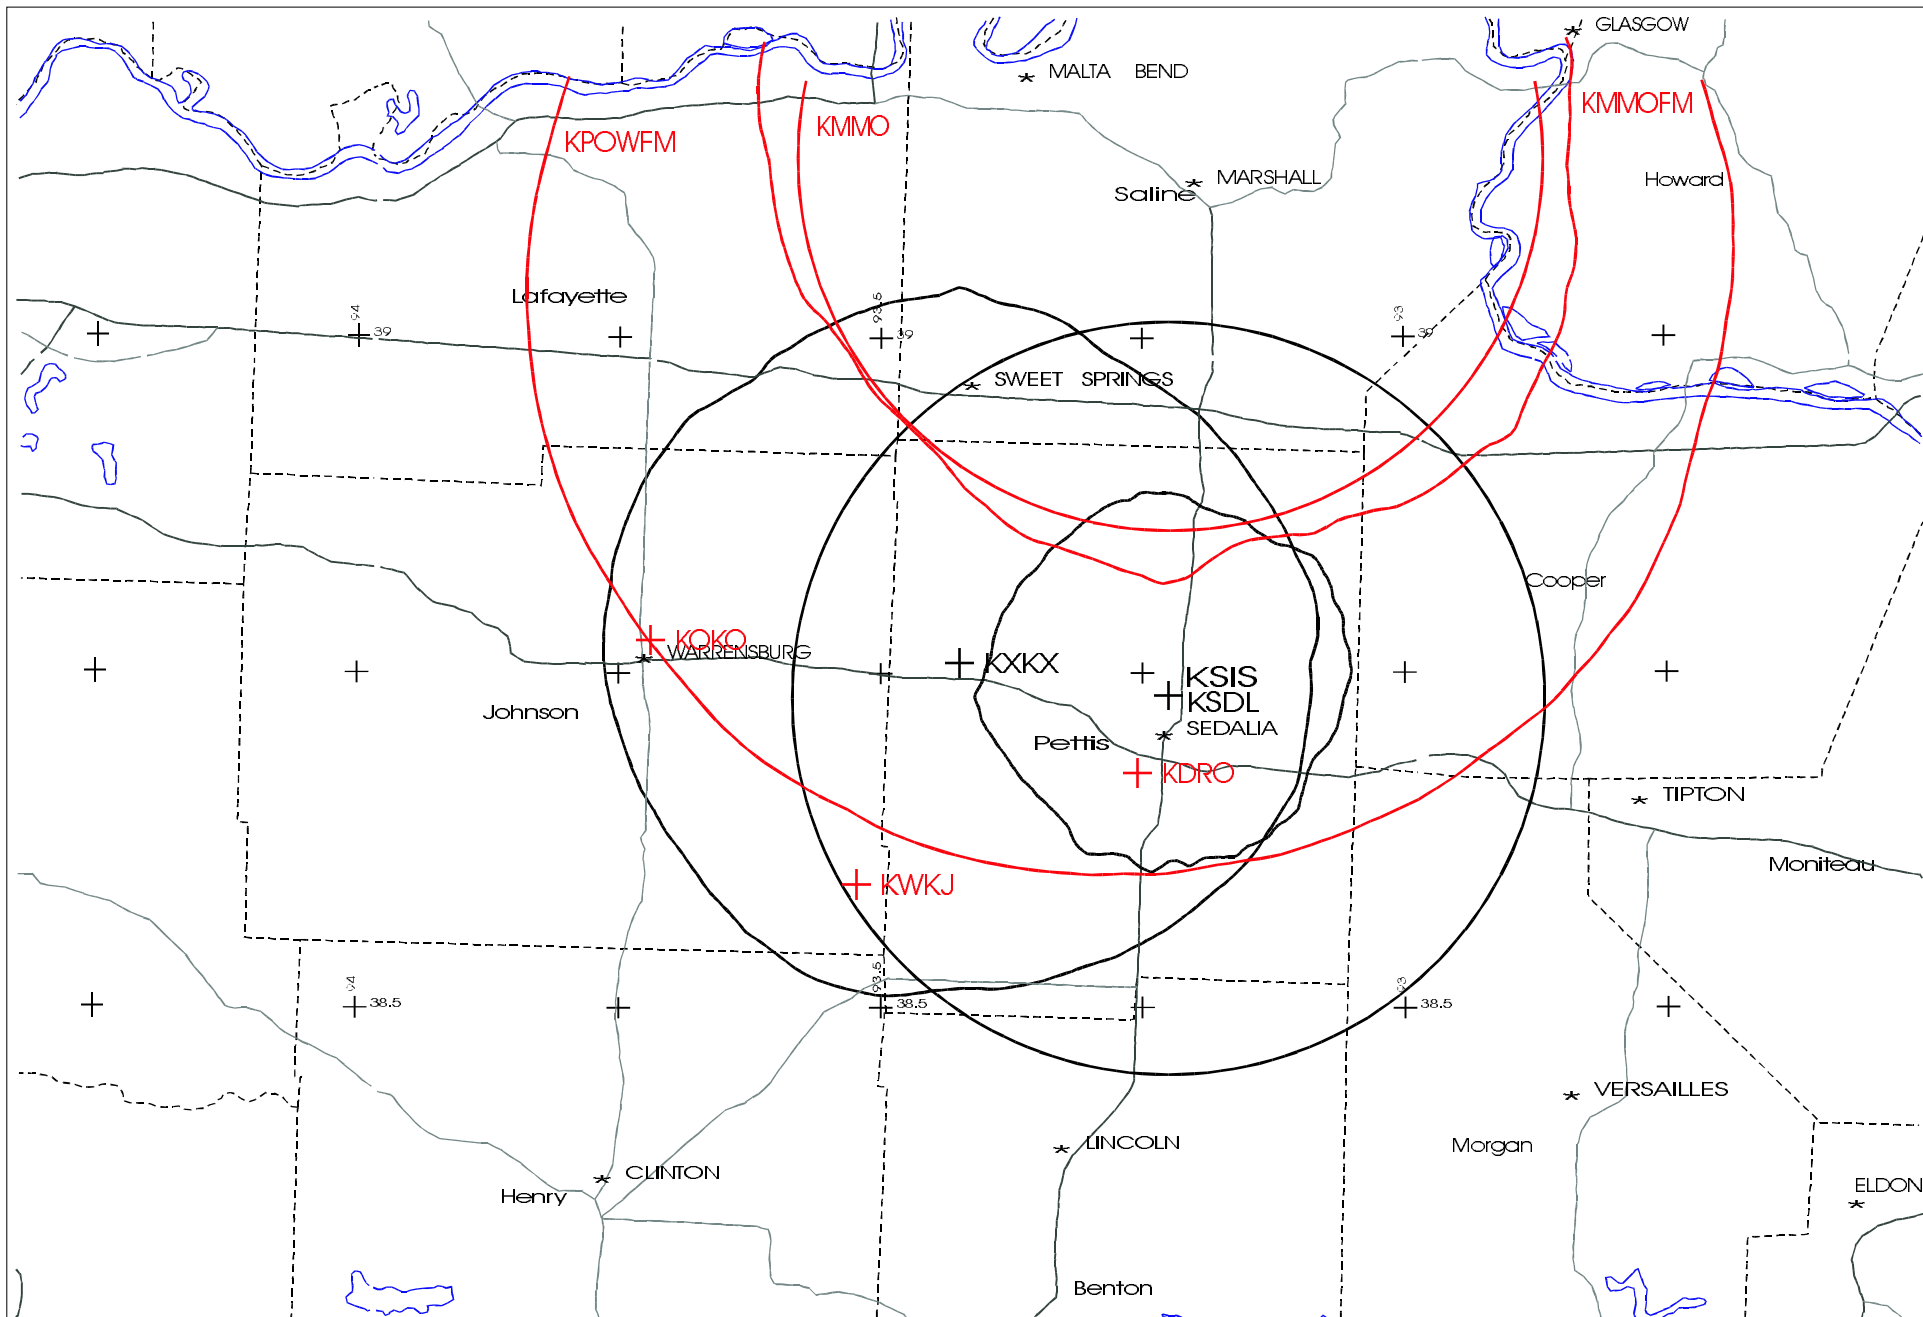 GLASGOW
MALTA BEND
KMMOFM
KMMO
KPOWFM
MARSHALL
Howard
Saline
Lafayette
94
39
93.5
39
93
39
SWEET SPRINGS
Cooper
KOKO
WARRENSBURG
KXKX
KSIS
KSDL
SEDALIA
Johnson
Pettis
KDRO
TIPTON
Moniteau
KWKJ
94
38.5
93.5
38.5
93
38.5
VERSAILLES
LINCOLN
Morgan
CLINTON
Henry
ELDON
Benton